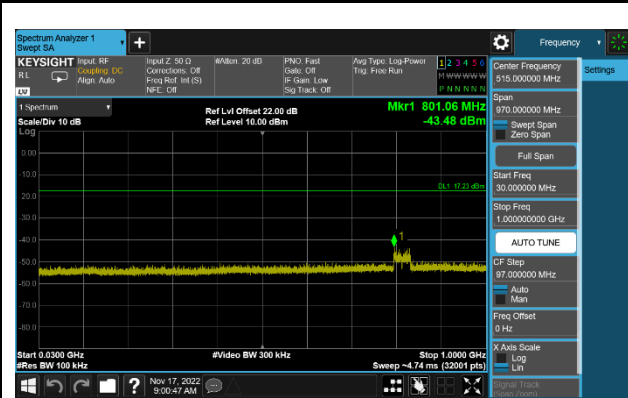 Spectrum Analyzer 1
Swept SA
+
Frequency
KEYSIGHT
RL
LV
Input: RF
Coupling: DC
Align: Auto
Input Z: 50 Ω
Corrections: Off
Freq Ref: Int (S)
NFE: Off
#Atten: 20 dB
PNO: Fast
Gate: Off
IF Gain: Low
Sig Track: Off
Avg Type: Log-Power
Trig: Free Run
1 2 3 4 5 6
M W W W W W
P N N N N N
1 Spectrum
Scale/Div 10 dB
Log
Ref Lvl Offset 22.00 dB
Ref Level 10.00 dBm
Mkr1 801.06 MHz
-43.48 dBm
0.00
-10.0
-20.0
-30.0
-40.0
-50.0
-60.0
-70.0
-80.0
DL1 17.23 dBm
1
Start 0.0300 GHz
#Res BW 100 kHz
#Video BW 300 kHz
Stop 1.0000 GHz
Sweep ~4.74 ms (32001 pts)
?
Nov 17, 2022
9:00:47 AM
Center Frequency
515.000000 MHz
Span
970.000000 MHz
Swept Span
Zero Span
Full Span
Start Freq
30.000000 MHz
Stop Freq
1.000000000 GHz
AUTO TUNE
CF Step
97.000000 MHz
Auto
Man
Freq Offset
0 Hz
X Axis Scale
Log
Lin
Signal Track
(Span Zoom)
Settings